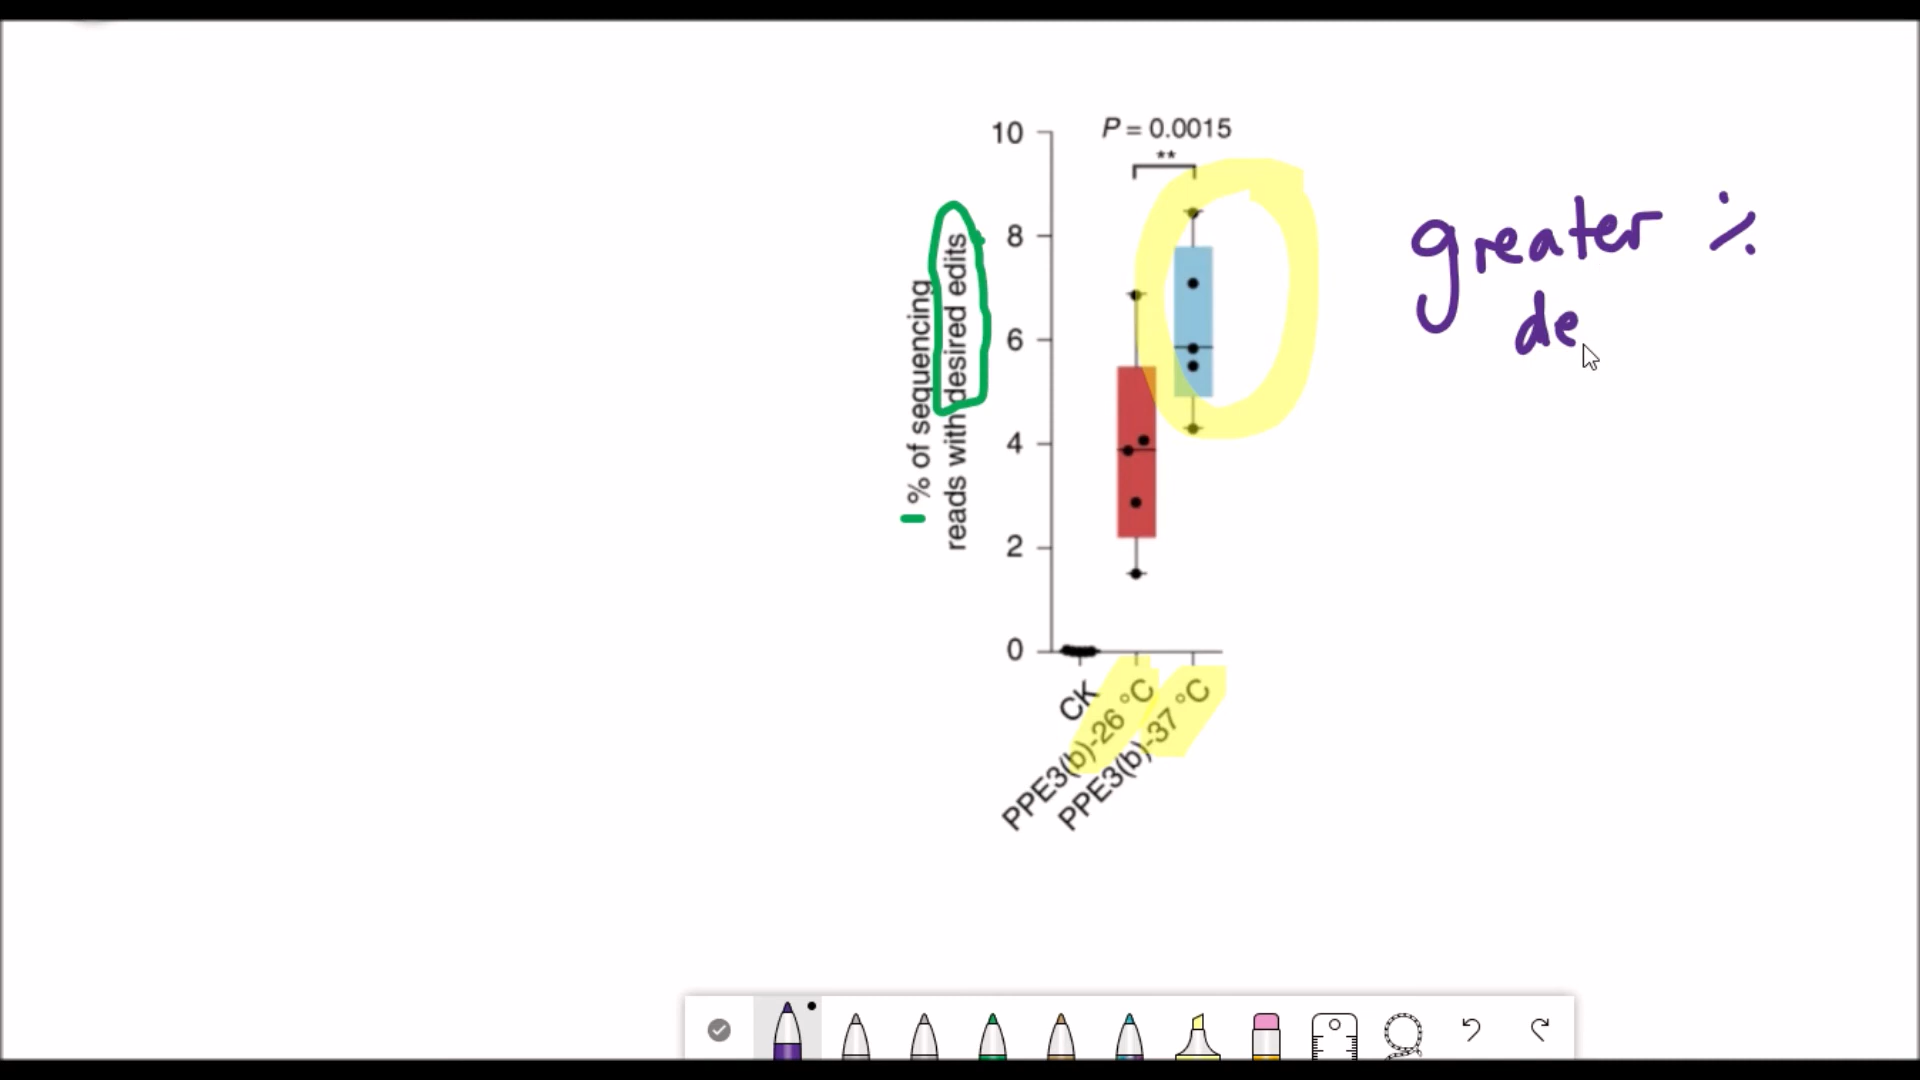 P = 0.0015
**
10
8
6
4
2
0
% of sequencing
reads with desired edits
CK
PPE3(b)-26 °C
PPE3(b)-37 °C
greater %
de